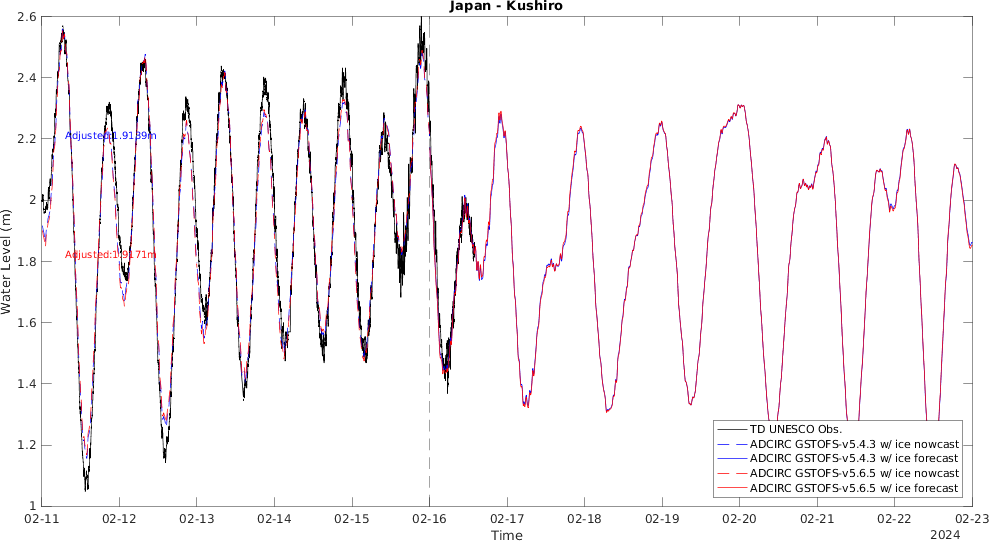 Japan - Kushiro
2.6
2.4
2.2
2
1.8
1.6
1.4
1.2
1
Water Level (m)
Adjusted:1.9139m
Adjusted:1.9171m
TD UNESCO Obs.
ADCIRC GSTOFS-v5.4.3 w/ ice nowcast
ADCIRC GSTOFS-v5.4.3 w/ ice forecast
ADCIRC GSTOFS-v5.6.5 w/ ice nowcast
ADCIRC GSTOFS-v5.6.5 w/ ice forecast
02-11 02-12 02-13 02-14 02-15 02-16 02-17 02-18 02-19 02-20 02-21 02-22 02-23
Time
2024